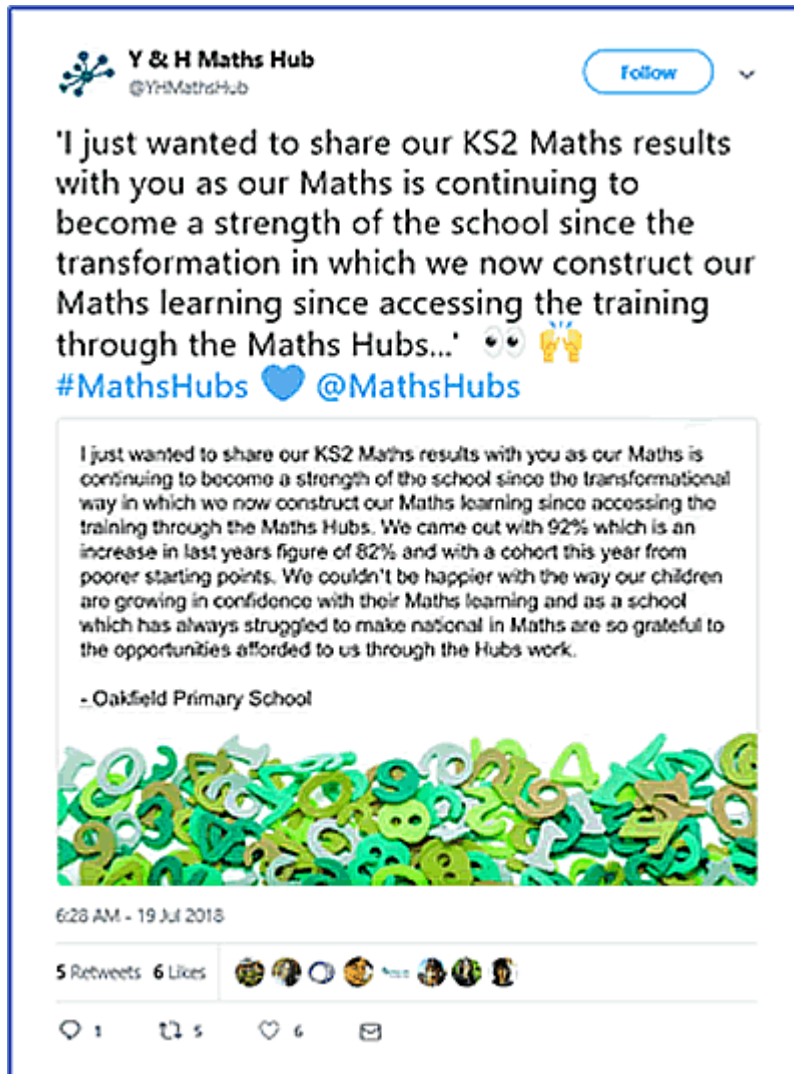 Y & H Maths Hub
@YHMathsHub
Follow
'I just wanted to share our KS2 Maths results
with you as our Maths is continuing to
become a strength of the school since the
transformation in which we now construct our
Maths learning since accessing the training
through the Maths Hubs...' 👀 🙌
#MathsHubs 💙 @MathsHubs
I just wanted to share our KS2 Maths results with you as our Maths is
continuing to become a strength of the school since the transformational
way in which we now construct our Maths learning since accessing the
training through the Maths Hubs. We came out with 92% which is an
increase in last years figure of 82% and with a cohort this year from
poorer starting points. We couldn't be happier with the way our children
are growing in confidence with their Maths learning and as a school
which has always struggled to make national in Maths are so grateful to
the opportunities afforded to us through the Hubs work.
- Oakfield Primary School
6:28 AM - 19 Jul 2018
5 Retweets 6 Likes
1 5 6